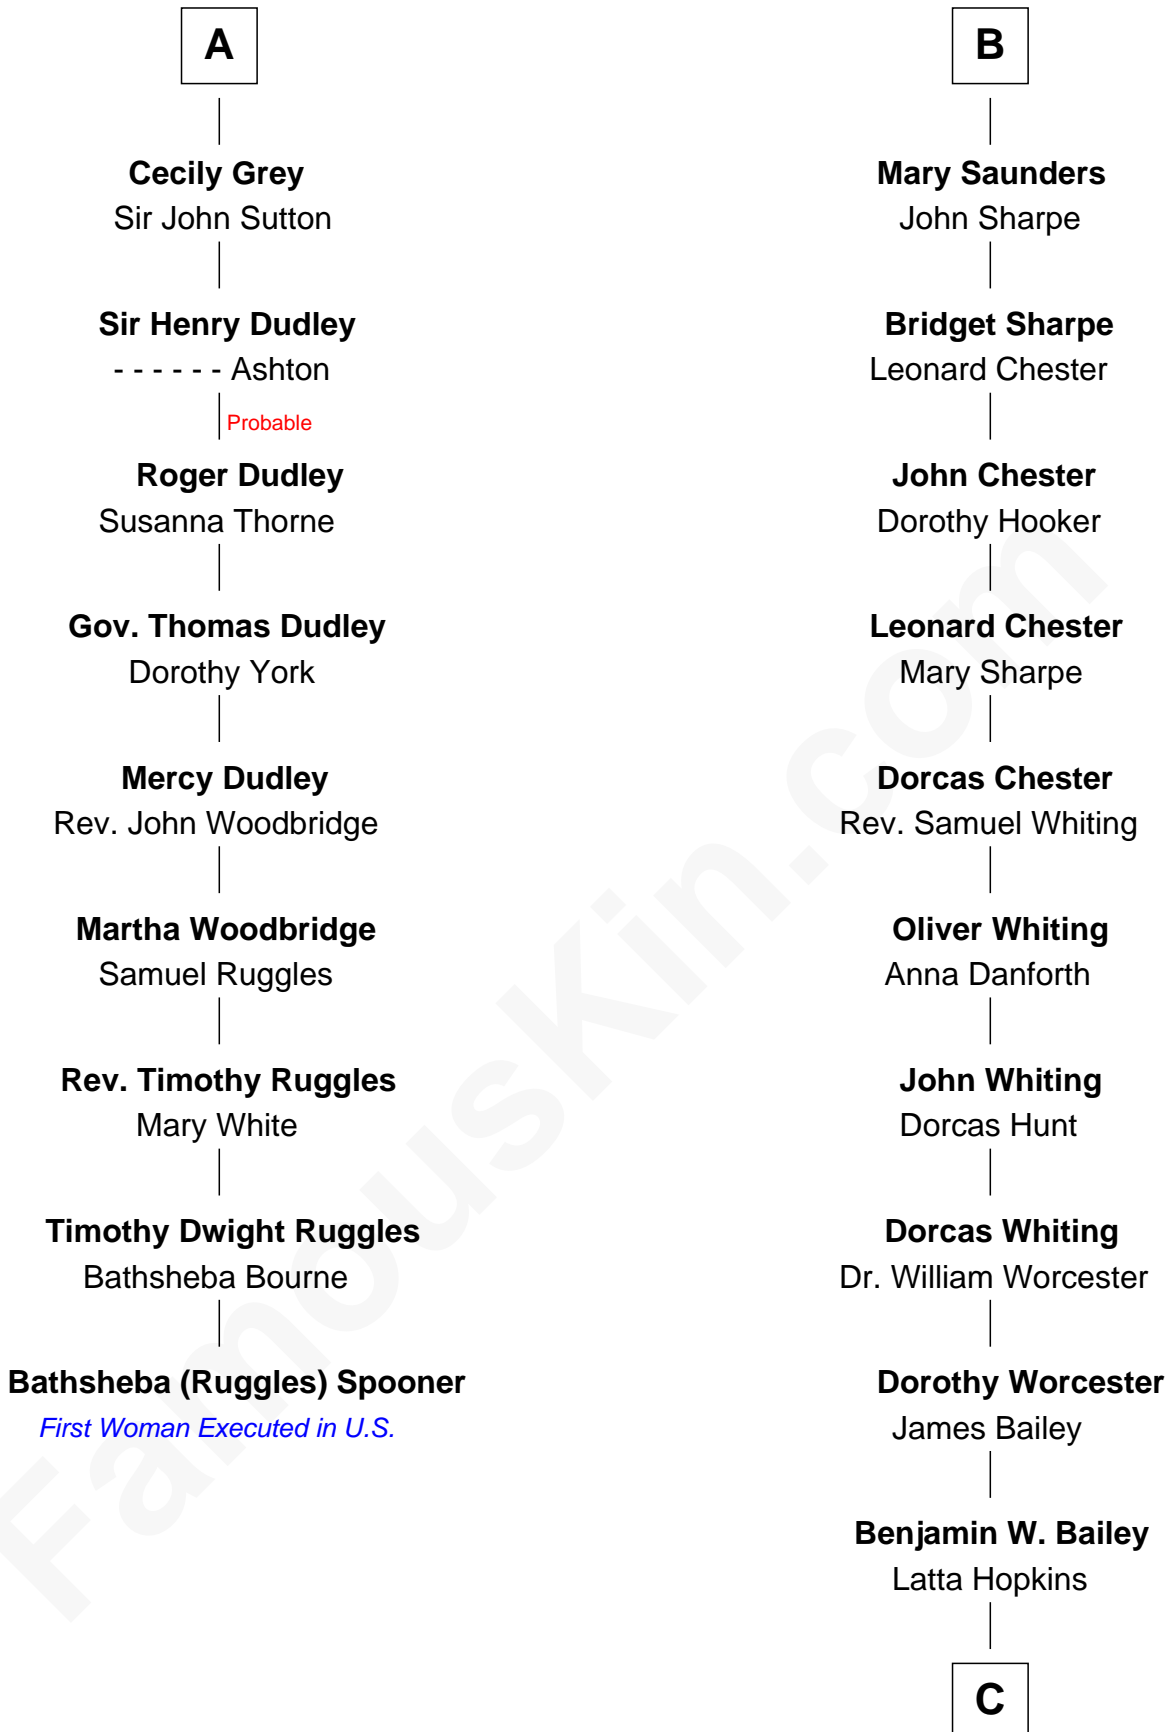 A
Cecily Grey
Sir John Sutton
Sir Henry Dudley
- - - - - - Ashton
Probable
Roger Dudley
Susanna Thorne
Gov. Thomas Dudley
Dorothy York
Mercy Dudley
Rev. John Woodbridge
Martha Woodbridge
Samuel Ruggles
Rev. Timothy Ruggles
Mary White
Timothy Dwight Ruggles
Bathsheba Bourne
Bathsheba (Ruggles) Spooner
First Woman Executed in U.S.
B
Mary Saunders
John Sharpe
Bridget Sharpe
Leonard Chester
John Chester
Dorothy Hooker
Leonard Chester
Mary Sharpe
Dorcas Chester
Rev. Samuel Whiting
Oliver Whiting
Anna Danforth
John Whiting
Dorcas Hunt
Dorcas Whiting
Dr. William Worcester
Dorothy Worcester
James Bailey
Benjamin W. Bailey
Latta Hopkins
C
FamousKin.com